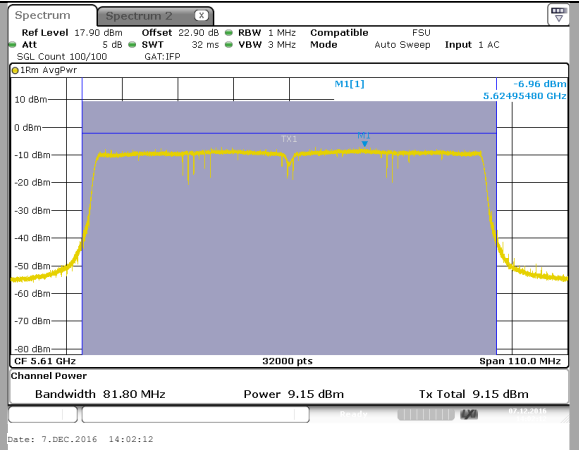 Spectrum Spectrum 2 X
Ref Level 17.90 dBm Offset 22.90 dB RBW 1 MHz Compatible FSU
Att 5 dB SWT 32 ms VBW 3 MHz Mode Auto Sweep Input 1 AC
SGL Count 100/100 GAT:IFP
1Rm AvgPwr
M1[1] -6.96 dBm
5.62495480 GHz
10 dBm
0 dBm
TX1 M1
-10 dBm
-20 dBm
-30 dBm
-40 dBm
-50 dBm
-60 dBm
-80 dBm
CF 5.61 GHz 32000 pts Span 110.0 MHz
Channel Power
Bandwidth 81.80 MHz Power 9.15 dBm Tx Total 9.15 dBm
Ready 07.12.2016
Date: 7.DEC.2016 14:02:12